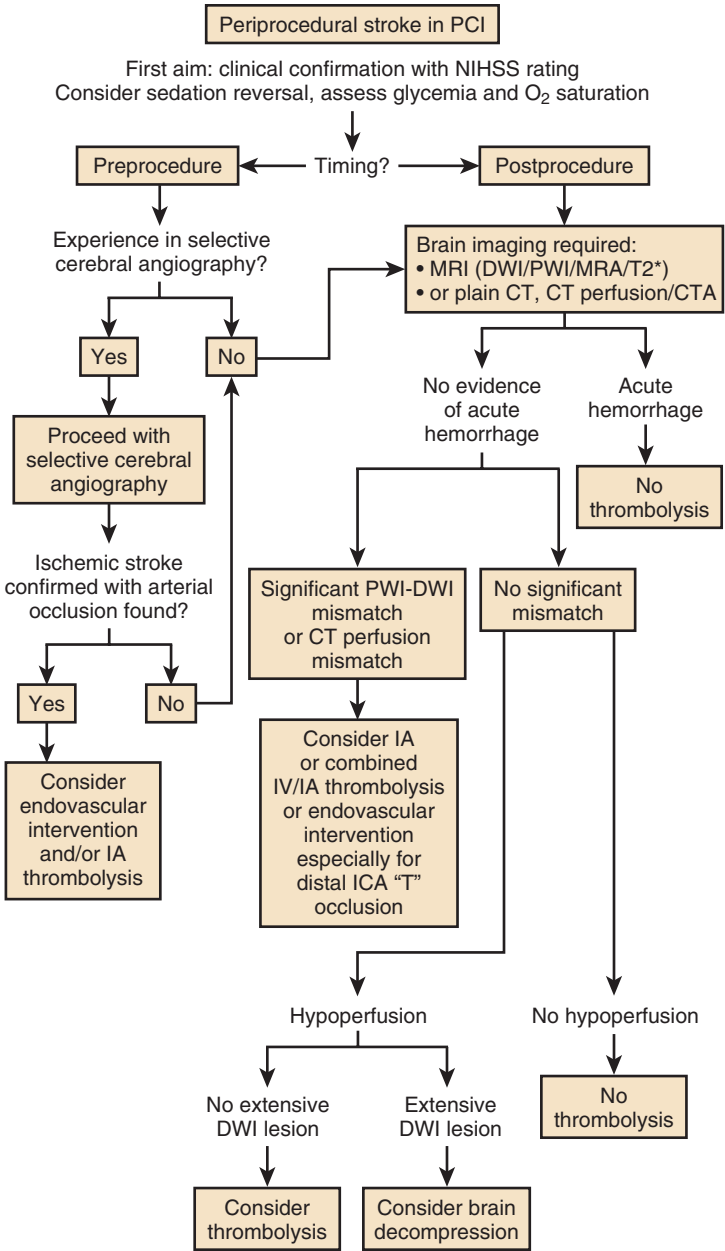 Periprocedural stroke in PCI
First aim: clinical confirmation with NIHSS rating
Consider sedation reversal, assess glycemia and O2 saturation
Preprocedure
Timing?
Postprocedure
Experience in selective
cerebral angiography?
Brain imaging required:
• MRI (DWI/PWI/MRA/T2*)
• or plain CT, CT perfusion/CTA
Yes
No
No evidence
of acute
hemorrhage
Acute
hemorrhage
Proceed with
selective cerebral
angiography
No
thrombolysis
Ischemic stroke
confirmed with arterial
occlusion found?
Significant PWI-DWI
mismatch
or CT perfusion
mismatch
No significant
mismatch
Yes
No
Consider
endovascular
intervention
and/or IA
thrombolysis
Consider IA
or combined
IV/IA thrombolysis
or endovascular
intervention
especially for
distal ICA “T”
occlusion
Hypoperfusion
No hypoperfusion
No extensive
DWI lesion
Extensive
DWI lesion
No
thrombolysis
Consider
thrombolysis
Consider brain
decompression